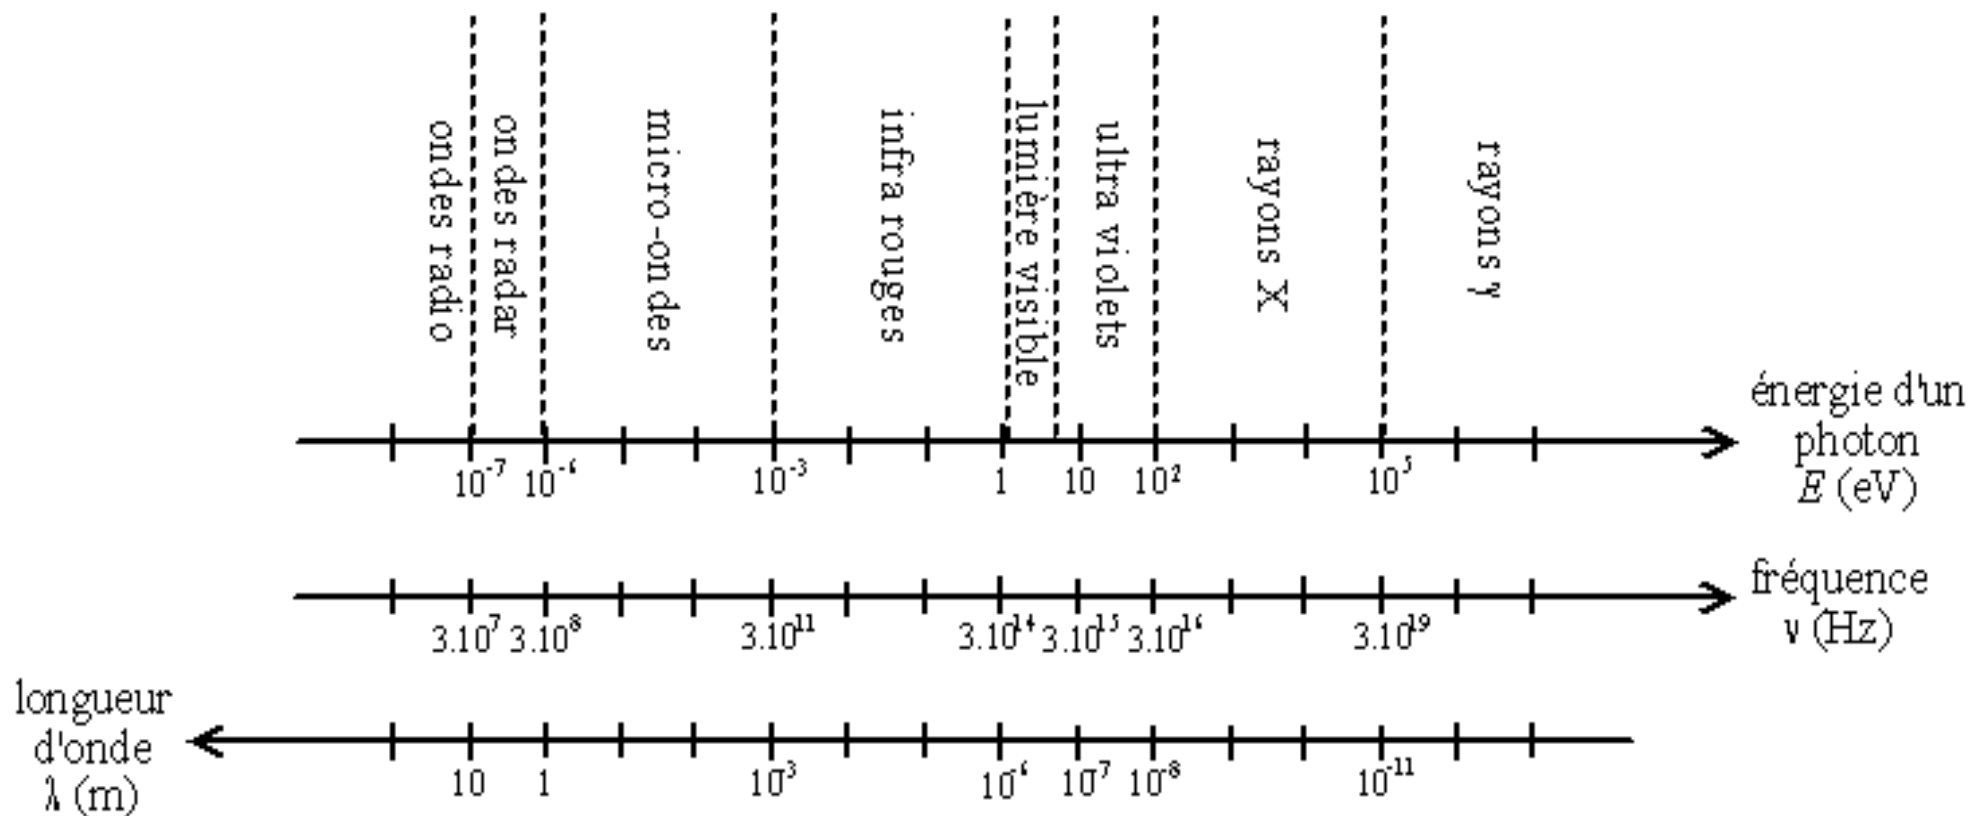 ondes radio
ondes radar
micro-ondes
infra rouges
lumière visible
ultra violets
rayons X
rayons γ
énergie d'un
photon
E (eV)
10⁻⁷ 10⁻⁶ 10⁻³ 1 10 10² 10⁵
fréquence
ν (Hz)
3.10⁷ 3.10⁸ 3.10¹¹ 3.10¹⁴ 3.10¹⁵ 3.10¹⁶ 3.10¹⁹
longueur
d'onde
λ (m)
10 1 10⁻³ 10⁻⁶ 10⁻⁷ 10⁻⁸ 10⁻¹¹